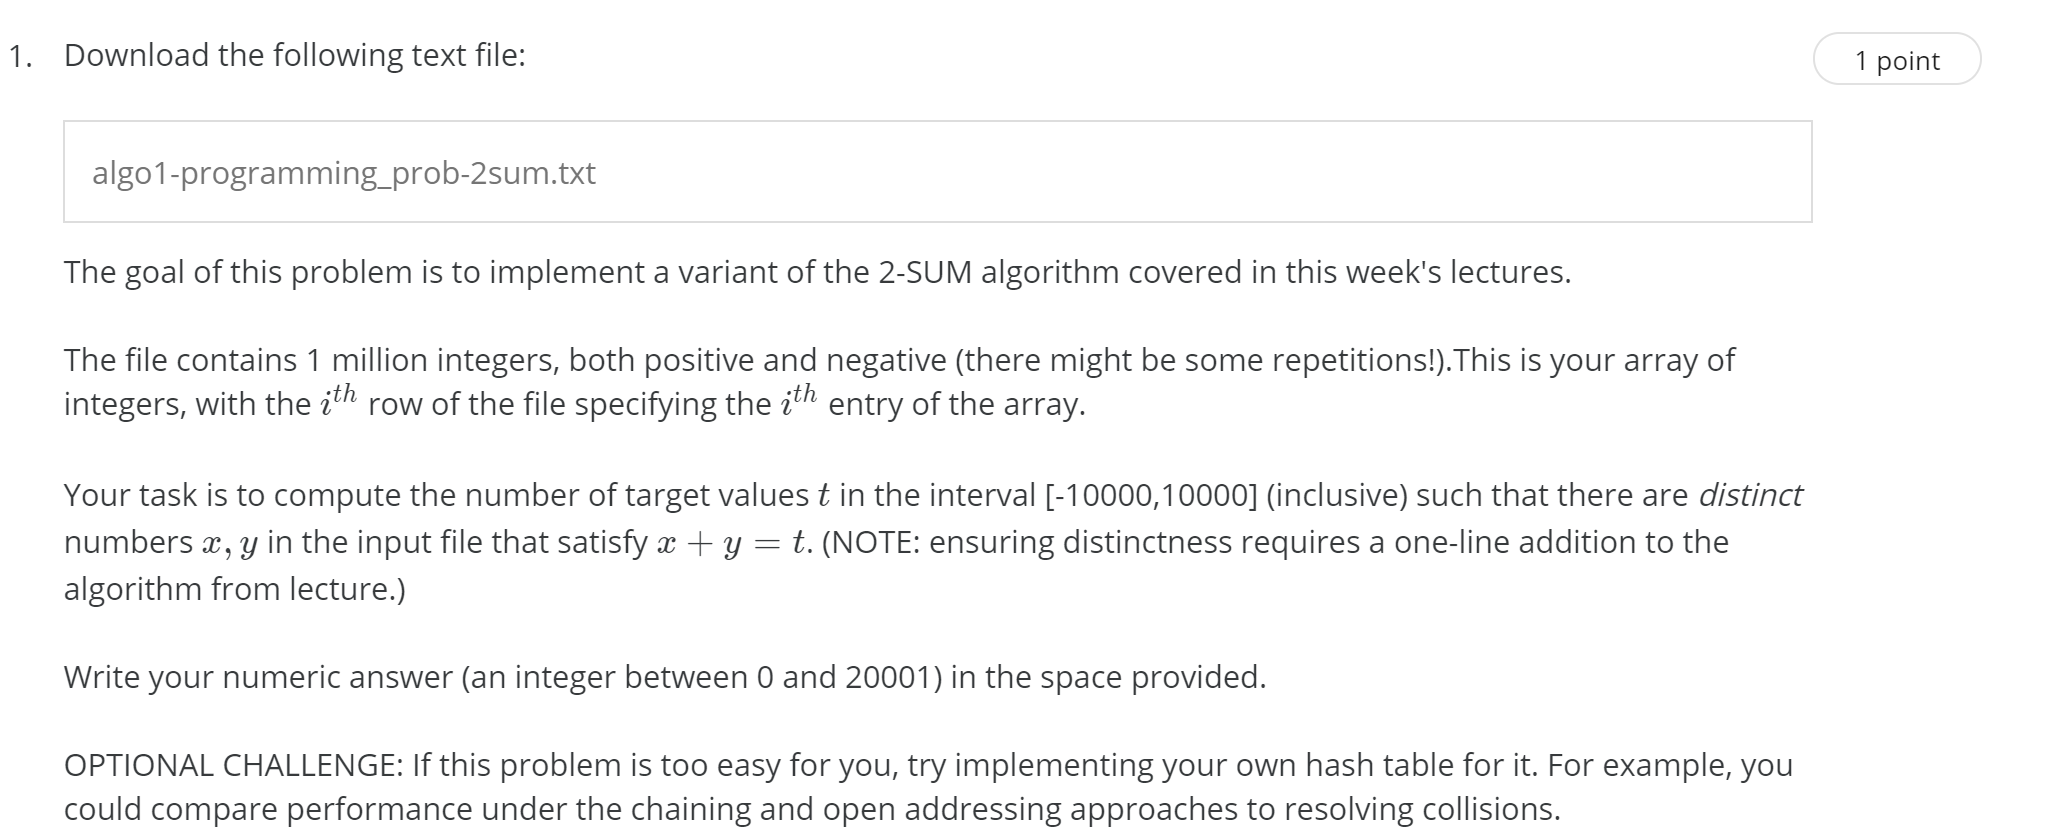 1. Download the following text file:
1 point
algo1-programming_prob-2sum.txt
The goal of this problem is to implement a variant of the 2-SUM algorithm covered in this week's lectures.
The file contains 1 million integers, both positive and negative (there might be some repetitions!).This is your array of
integers, with the i^{th} row of the file specifying the i^{th} entry of the array.
Your task is to compute the number of target values t in the interval [-10000,10000] (inclusive) such that there are distinct
numbers x, y in the input file that satisfy x + y = t. (NOTE: ensuring distinctness requires a one-line addition to the
algorithm from lecture.)
Write your numeric answer (an integer between 0 and 20001) in the space provided.
OPTIONAL CHALLENGE: If this problem is too easy for you, try implementing your own hash table for it. For example, you
could compare performance under the chaining and open addressing approaches to resolving collisions.